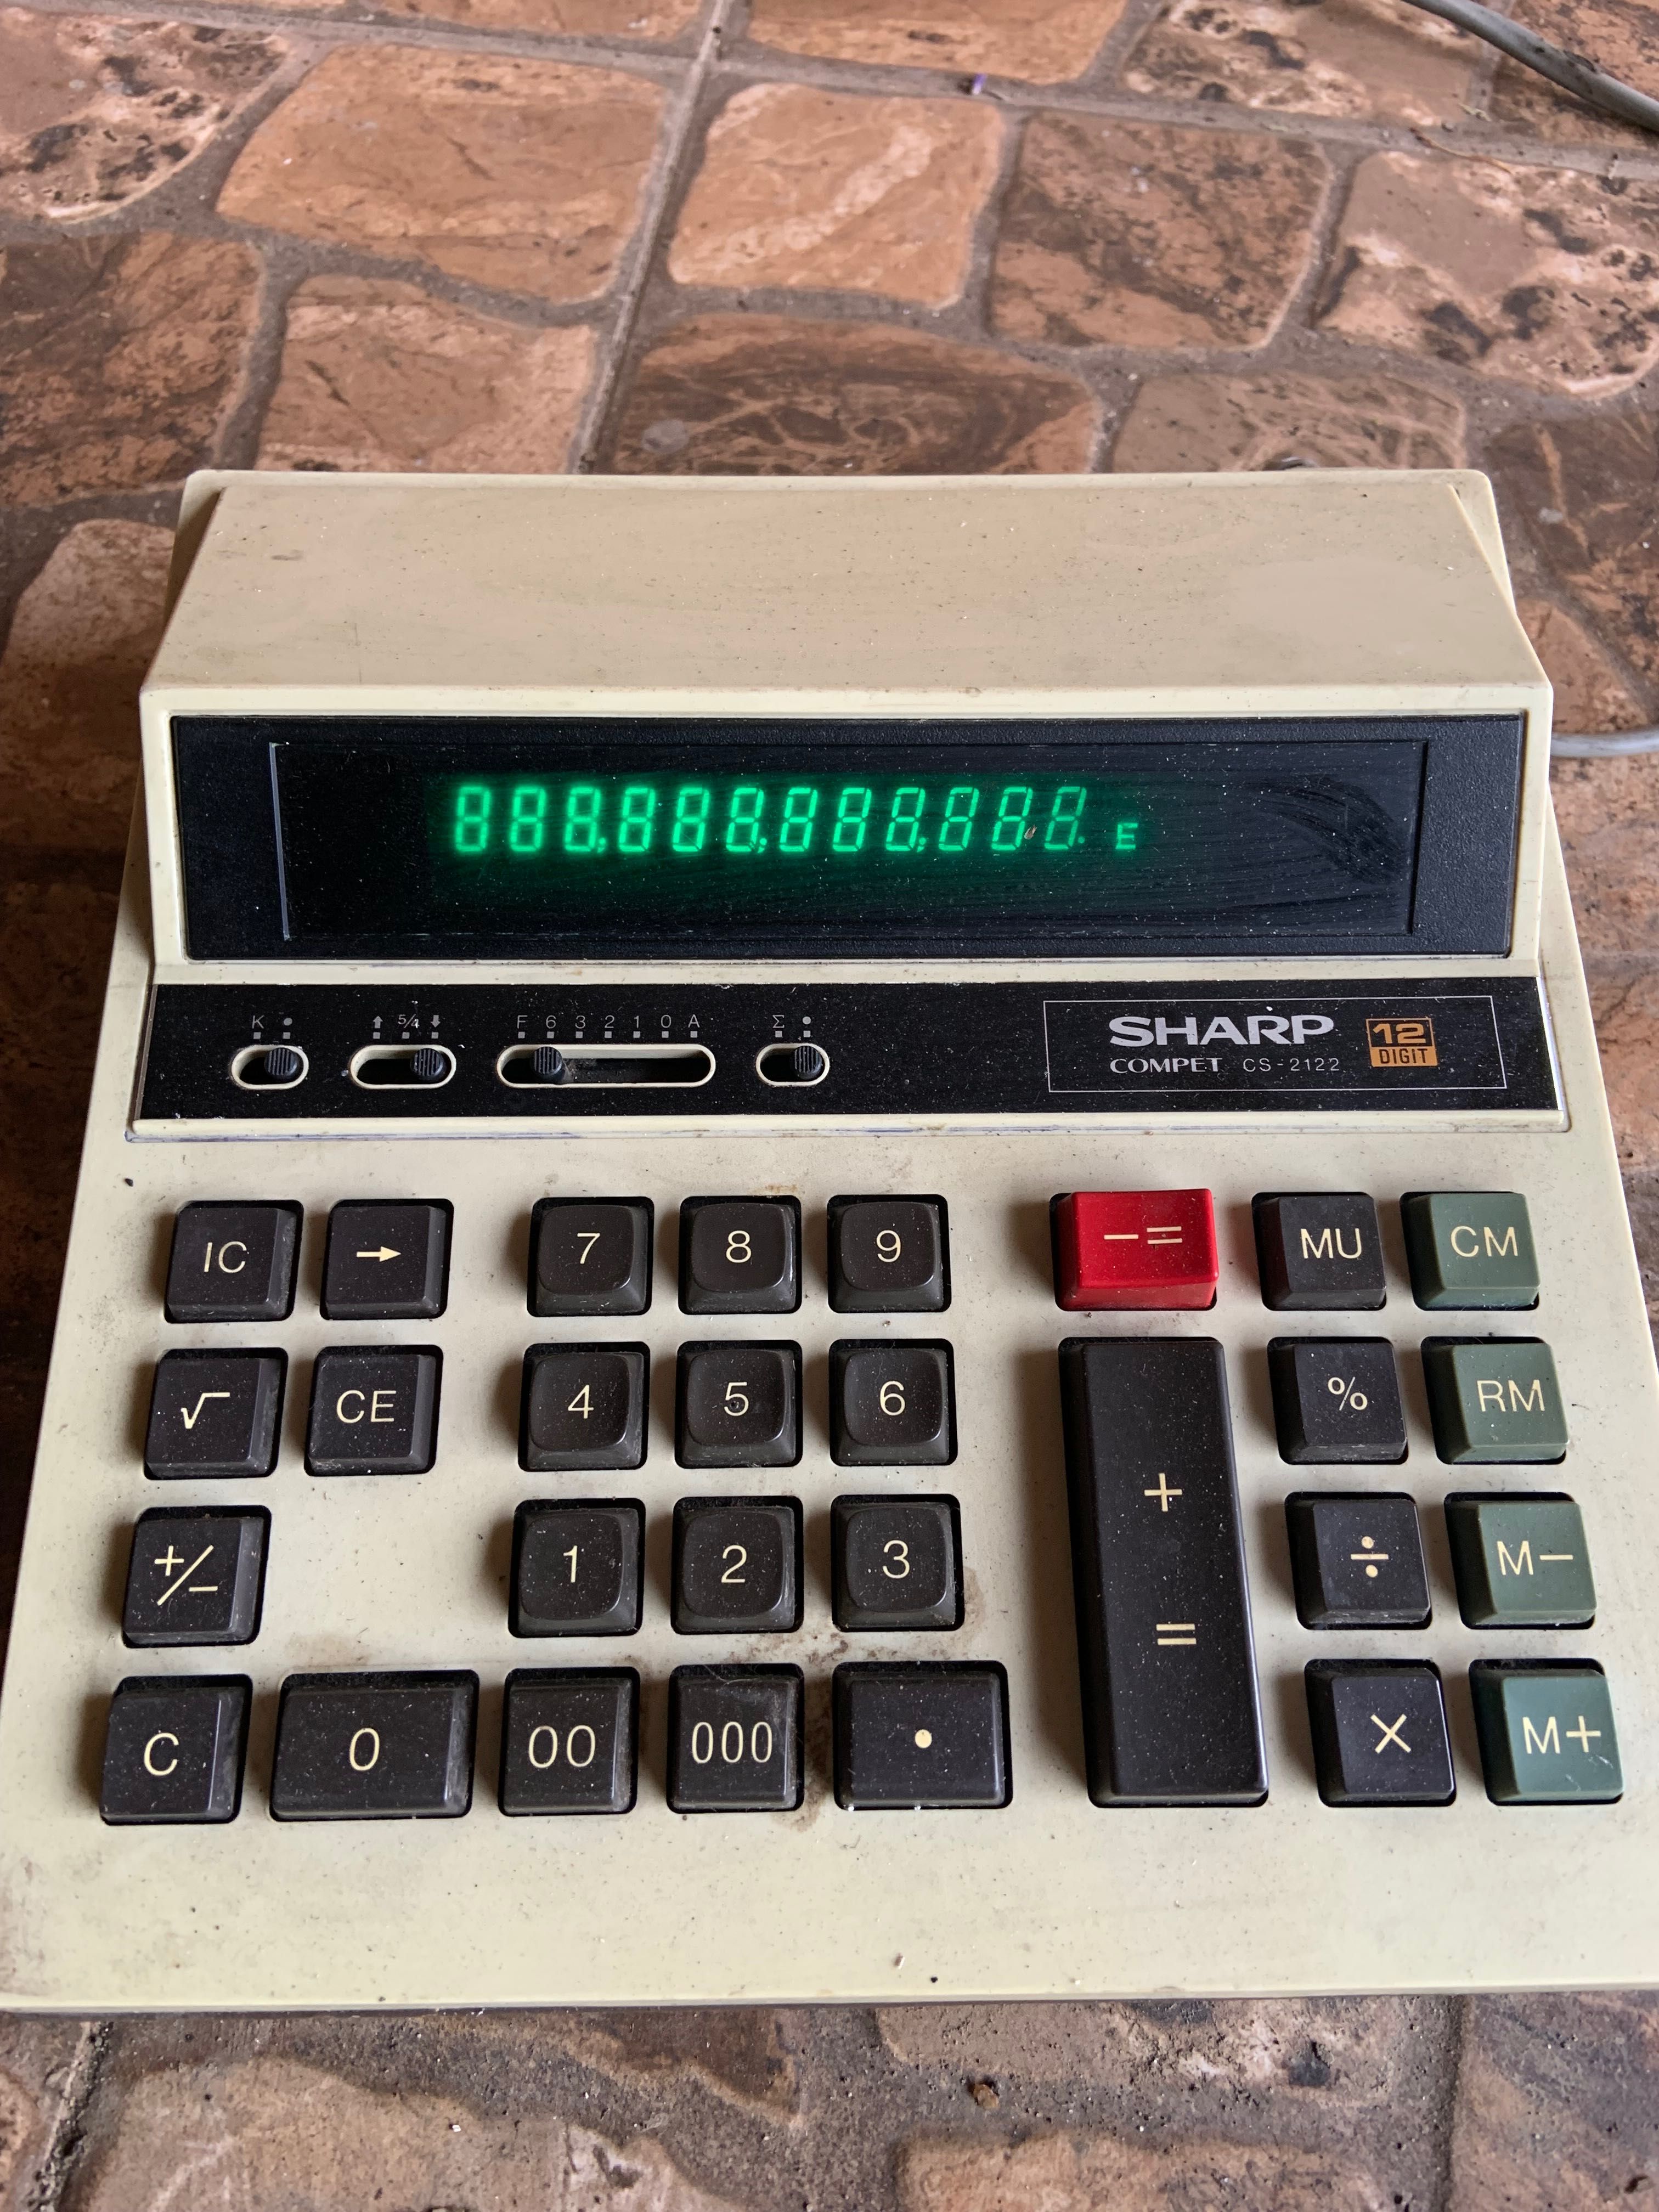 888,888,888,888. E
K • ↑ 5/4 ↓ F 6 3 2 1 0 A Σ •
SHARP
COMPET CS-2122
12
DIGIT
IC → 7 8 9 −= MU CM
√ CE 4 5 6 % RM
+/− 1 2 3 + = ÷ M−
C 0 00 000 • × M+